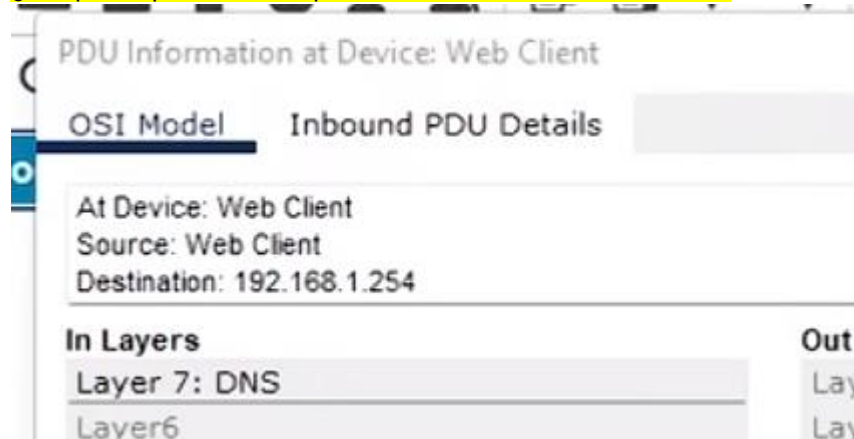 PDU Information at Device: Web Client
OSI Model Inbound PDU Details
At Device: Web Client
Source: Web Client
Destination: 192.168.1.254
In Layers Out
Layer 7: DNS
Layer6